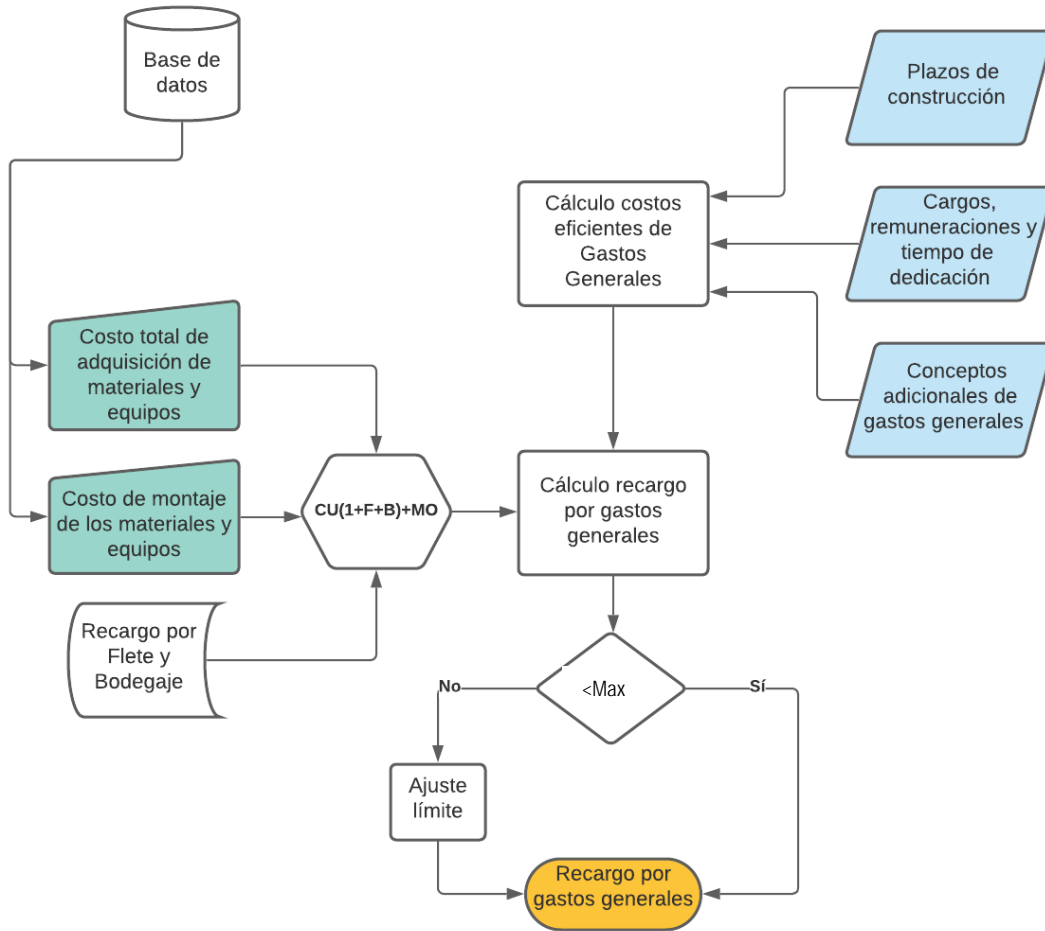 Base de
datos
Plazos de
construcción
Cálculo costos
eficientes de
Gastos
Generales
Cargos,
remuneraciones y
tiempo de
dedicación
Costo total de
adquisición de
materiales y
equipos
Conceptos
adicionales de
gastos generales
Costo de montaje
de los materiales y
equipos
CU(1+F+B)+MO
Cálculo recargo
por gastos
generales
Recargo por
Flete y
Bodegaje
No
<Max
Sí
Ajuste
límite
Recargo por
gastos generales